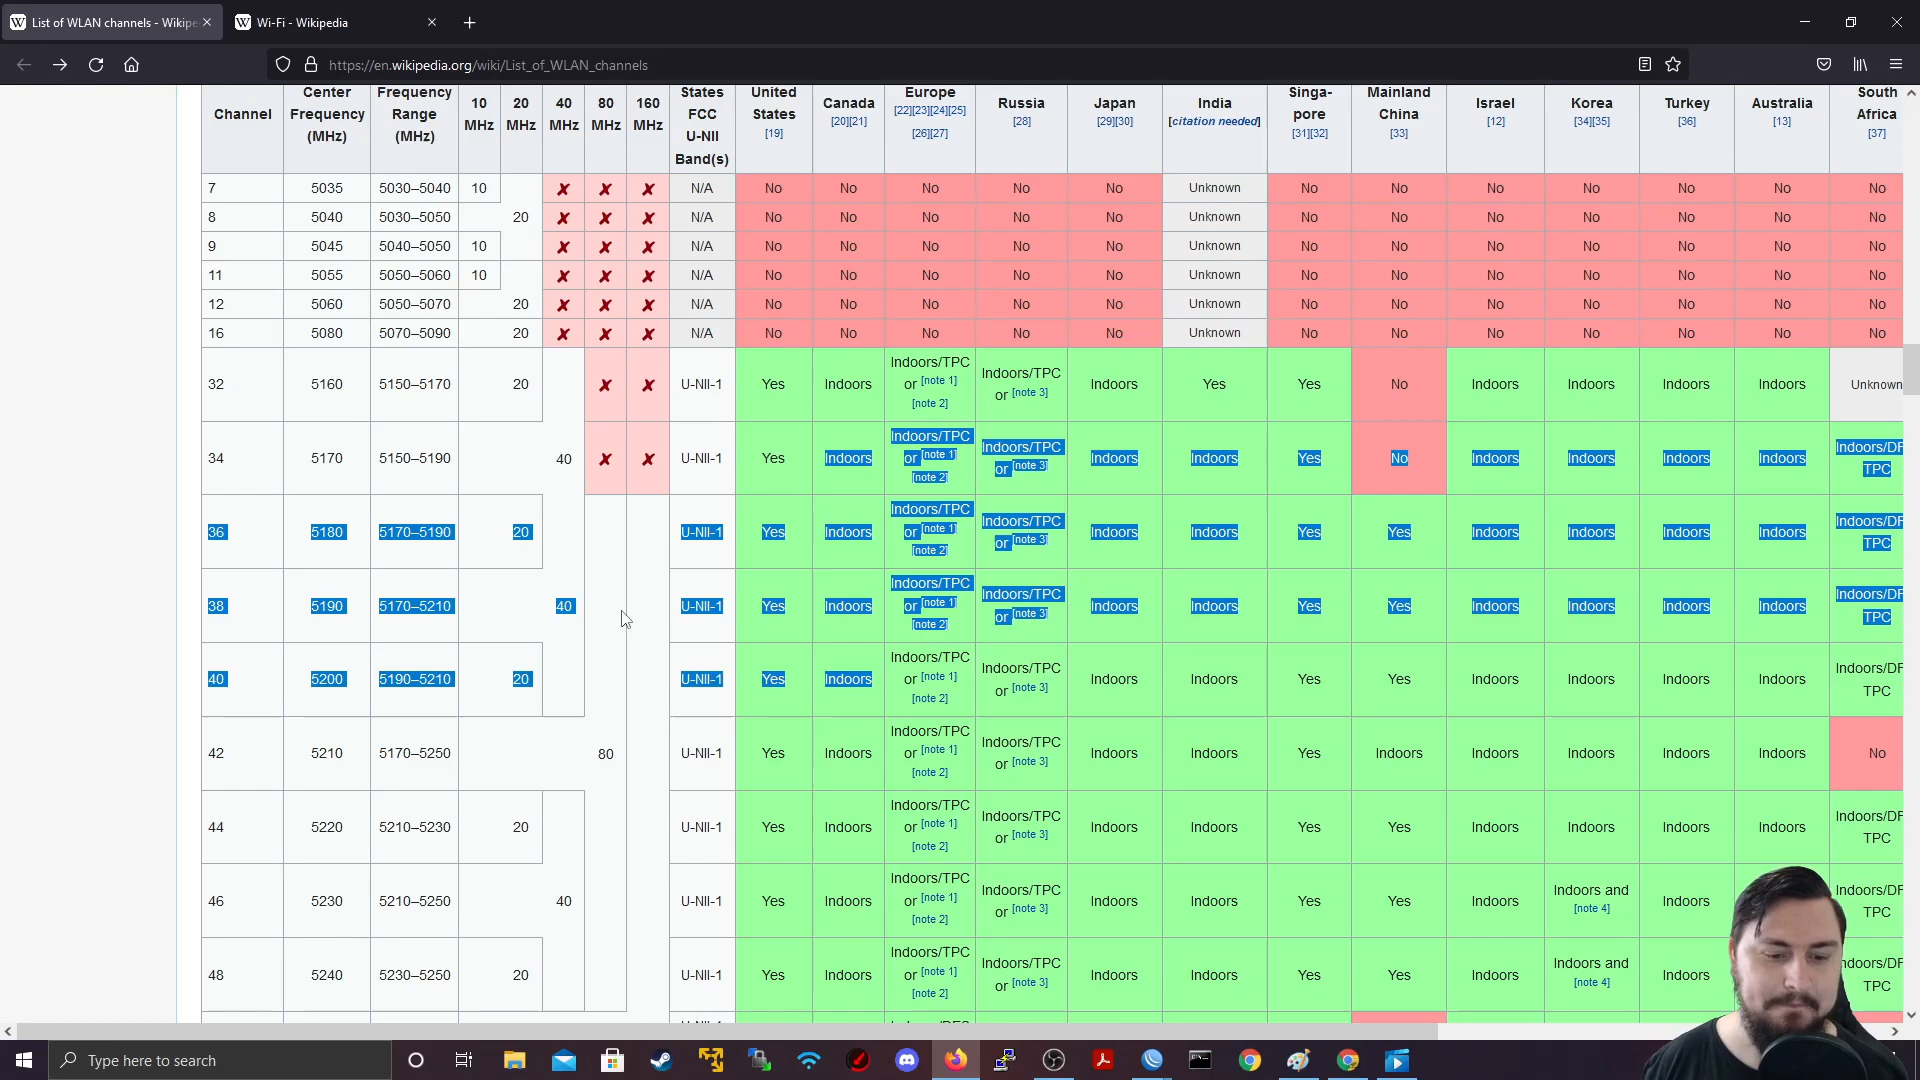 List of WLAN channels - Wikipe
Wi-Fi - Wikipedia
https://en.wikipedia.org/wiki/List_of_WLAN_channels
Channel
Center Frequency (MHz)
Frequency Range (MHz)
10 MHz
20 MHz
40 MHz
80 MHz
160 MHz
States FCC U-NII Band(s)
United States [19]
Canada [20][21]
Europe [22][23][24][25] [26][27]
Russia [28]
Japan [29][30]
India [citation needed]
Singa-pore [31][32]
Mainland China [33]
Israel [12]
Korea [34][35]
Turkey [36]
Australia [13]
South Africa [37]
7 5035 5030–5040 10 ✘ ✘ ✘ N/A No No No No No Unknown No No No No No No No
8 5040 5030–5050 20 ✘ ✘ ✘ N/A No No No No No Unknown No No No No No No No
9 5045 5040–5050 10 ✘ ✘ ✘ N/A No No No No No Unknown No No No No No No No
11 5055 5050–5060 10 ✘ ✘ ✘ N/A No No No No No Unknown No No No No No No No
12 5060 5050–5070 20 ✘ ✘ ✘ N/A No No No No No Unknown No No No No No No No
16 5080 5070–5090 20 ✘ ✘ ✘ N/A No No No No No Unknown No No No No No No No
32 5160 5150–5170 20 ✘ ✘ U-NII-1 Yes Indoors Indoors/TPC or [note 1] [note 2] Indoors/TPC or [note 3] Indoors Yes Yes No Indoors Indoors Indoors Indoors Unknown
34 5170 5150–5190 40 ✘ ✘ U-NII-1 Yes Indoors Indoors/TPC or [note 1] [note 2] Indoors/TPC or [note 3] Indoors Indoors Yes No Indoors Indoors Indoors Indoors Indoors/DF TPC
36 5180 5170–5190 20 U-NII-1 Yes Indoors Indoors/TPC or [note 1] [note 2] Indoors/TPC or [note 3] Indoors Indoors Yes Yes Indoors Indoors Indoors Indoors Indoors/DF TPC
38 5190 5170–5210 40 U-NII-1 Yes Indoors Indoors/TPC or [note 1] [note 2] Indoors/TPC or [note 3] Indoors Indoors Yes Yes Indoors Indoors Indoors Indoors Indoors/DF TPC
40 5200 5190–5210 20 U-NII-1 Yes Indoors Indoors/TPC or [note 1] [note 2] Indoors/TPC or [note 3] Indoors Indoors Yes Yes Indoors Indoors Indoors Indoors Indoors/DF TPC
42 5210 5170–5250 80 U-NII-1 Yes Indoors Indoors/TPC or [note 1] [note 2] Indoors/TPC or [note 3] Indoors Indoors Yes Indoors Indoors Indoors Indoors Indoors No
44 5220 5210–5230 20 U-NII-1 Yes Indoors Indoors/TPC or [note 1] [note 2] Indoors/TPC or [note 3] Indoors Indoors Yes Yes Indoors Indoors Indoors Indoors Indoors/DF TPC
46 5230 5210–5250 40 U-NII-1 Yes Indoors Indoors/TPC or [note 1] [note 2] Indoors/TPC or [note 3] Indoors Indoors Yes Yes Indoors Indoors and [note 4] Indoors ndoors/DF TPC
48 5240 5230–5250 20 U-NII-1 Yes Indoors Indoors/TPC or [note 1] [note 2] Indoors/TPC or [note 3] Indoors Indoors Yes Yes Indoors Indoors and [note 4] Indoors doors/DF TPC
Type here to search